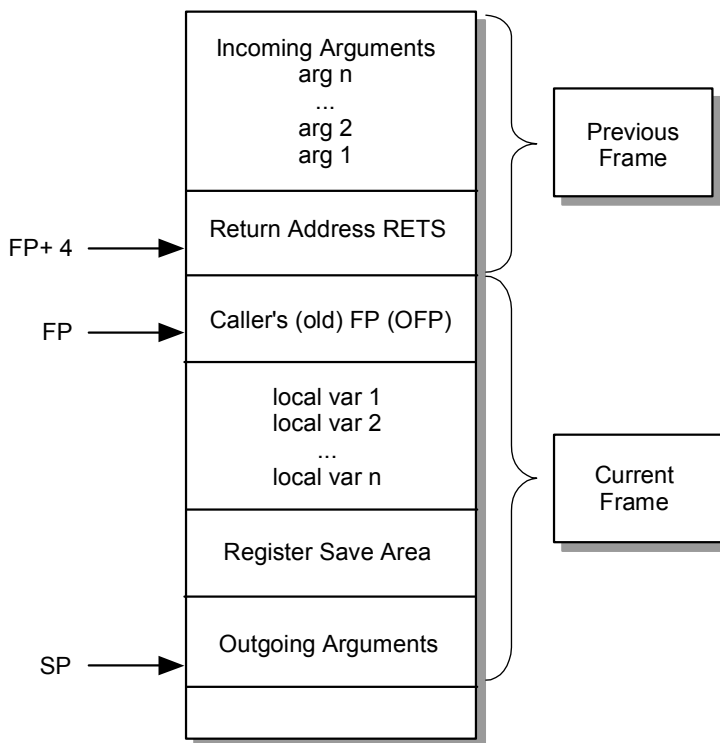 Incoming Arguments
arg n
...
arg 2
arg 1
Previous
Frame
Return Address RETS
FP+ 4
Caller's (old) FP (OFP)
FP
local var 1
local var 2
...
local var n
Current
Frame
Register Save Area
Outgoing Arguments
SP